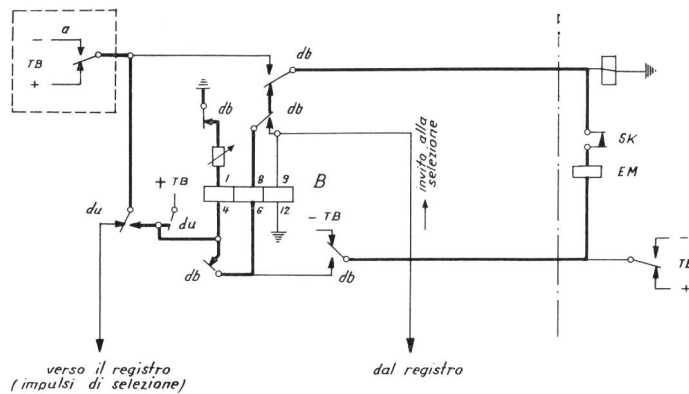 − a
TB
+
db
db
db
invito alla
selezione
SK
EM
1 8 9
B
4 6 12
+ TB
du
du
− TB
db
db
−
TB
+
verso il registro
(impulsi di selezione)
dal registro